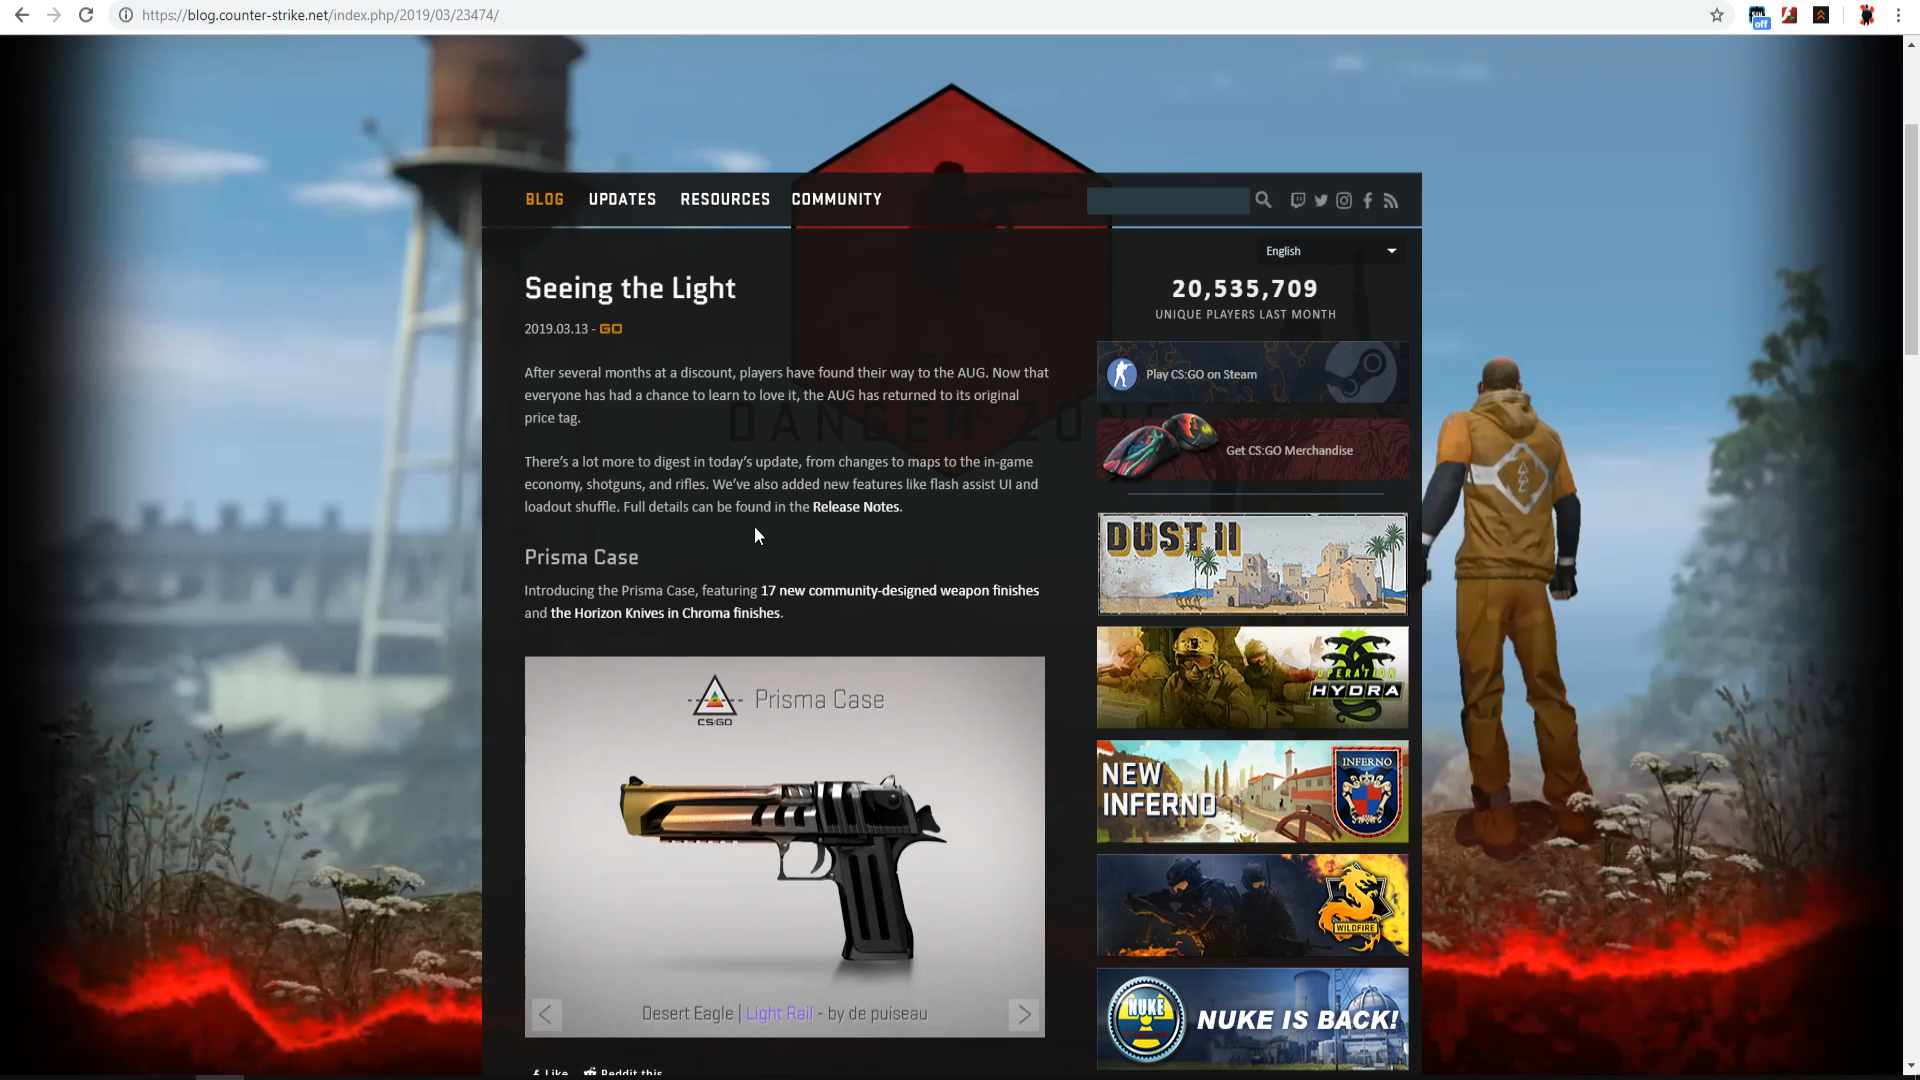 https://blog.counter-strike.net/index.php/2019/03/23474/
off
BLOG UPDATES RESOURCES COMMUNITY
English
Seeing the Light
2019.03.13 - GO
After several months at a discount, players have found their way to the AUG. Now that
everyone has had a chance to learn to love it, the AUG has returned to its original
price tag.
There's a lot more to digest in today's update, from changes to maps to the in-game
economy, shotguns, and rifles. We've also added new features like flash assist UI and
loadout shuffle. Full details can be found in the Release Notes.
DANGER ZONE
Prisma Case
Introducing the Prisma Case, featuring 17 new community-designed weapon finishes
and the Horizon Knives in Chroma finishes.
CS:GO
Prisma Case
Desert Eagle | Light Rail - by de puiseau
Like Reddit this
20,535,709
UNIQUE PLAYERS LAST MONTH
Play CS:GO on Steam
Get CS:GO Merchandise
DUST II
OPERATION
HYDRA
NEW
INFERNO
INFERNO
WILDFIRE
NUKE
NUKE IS BACK!